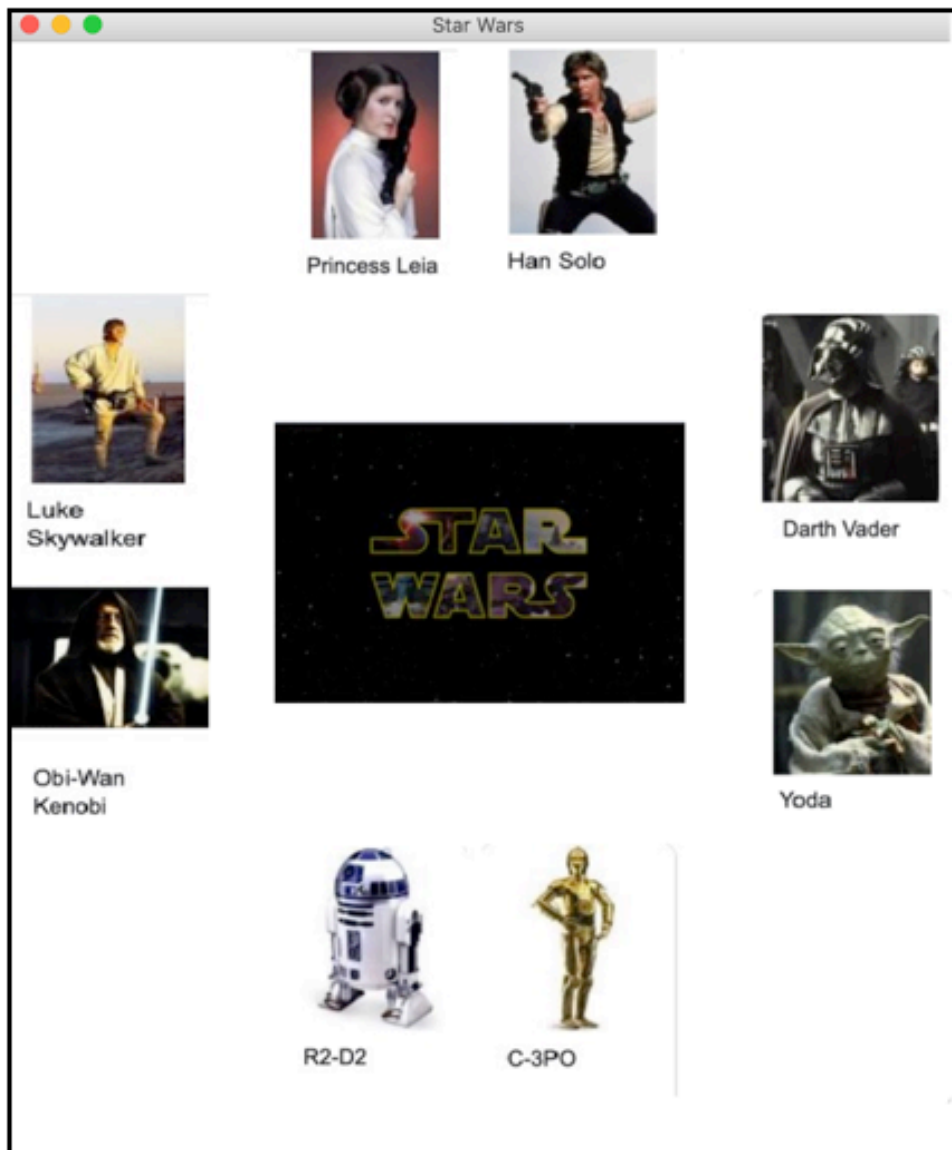 Star Wars
Princess Leia
Han Solo
Luke
Skywalker
Darth Vader
STAR
WARS
Obi-Wan
Kenobi
Yoda
R2-D2
C-3PO